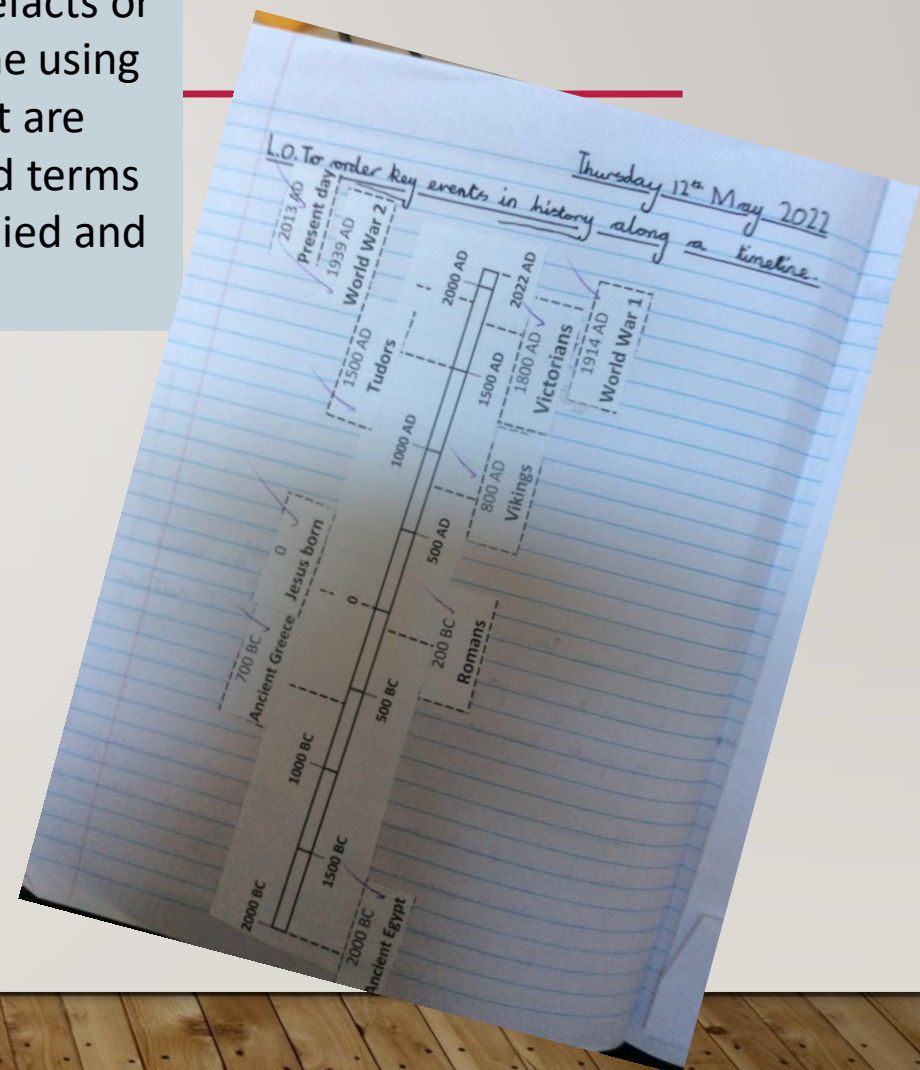 efacts or
e using
t are
d terms
ied and
Thursday 12th May 2022
L.O. To order key events in history along a timeline.
2013 AD
Present day
1939 AD
World War 2
1500 AD
Tudors
0
Jesus born
700 BC
Ancient Greece
2000 AD
1000 AD
0
1000 BC
2000 BC
2022 AD
1500 AD
500 AD
500 BC
1500 BC
1914 AD
World War 1
1800 AD
Victorians
800 AD
Vikings
200 BC
Romans
2000 BC
Ancient Egypt